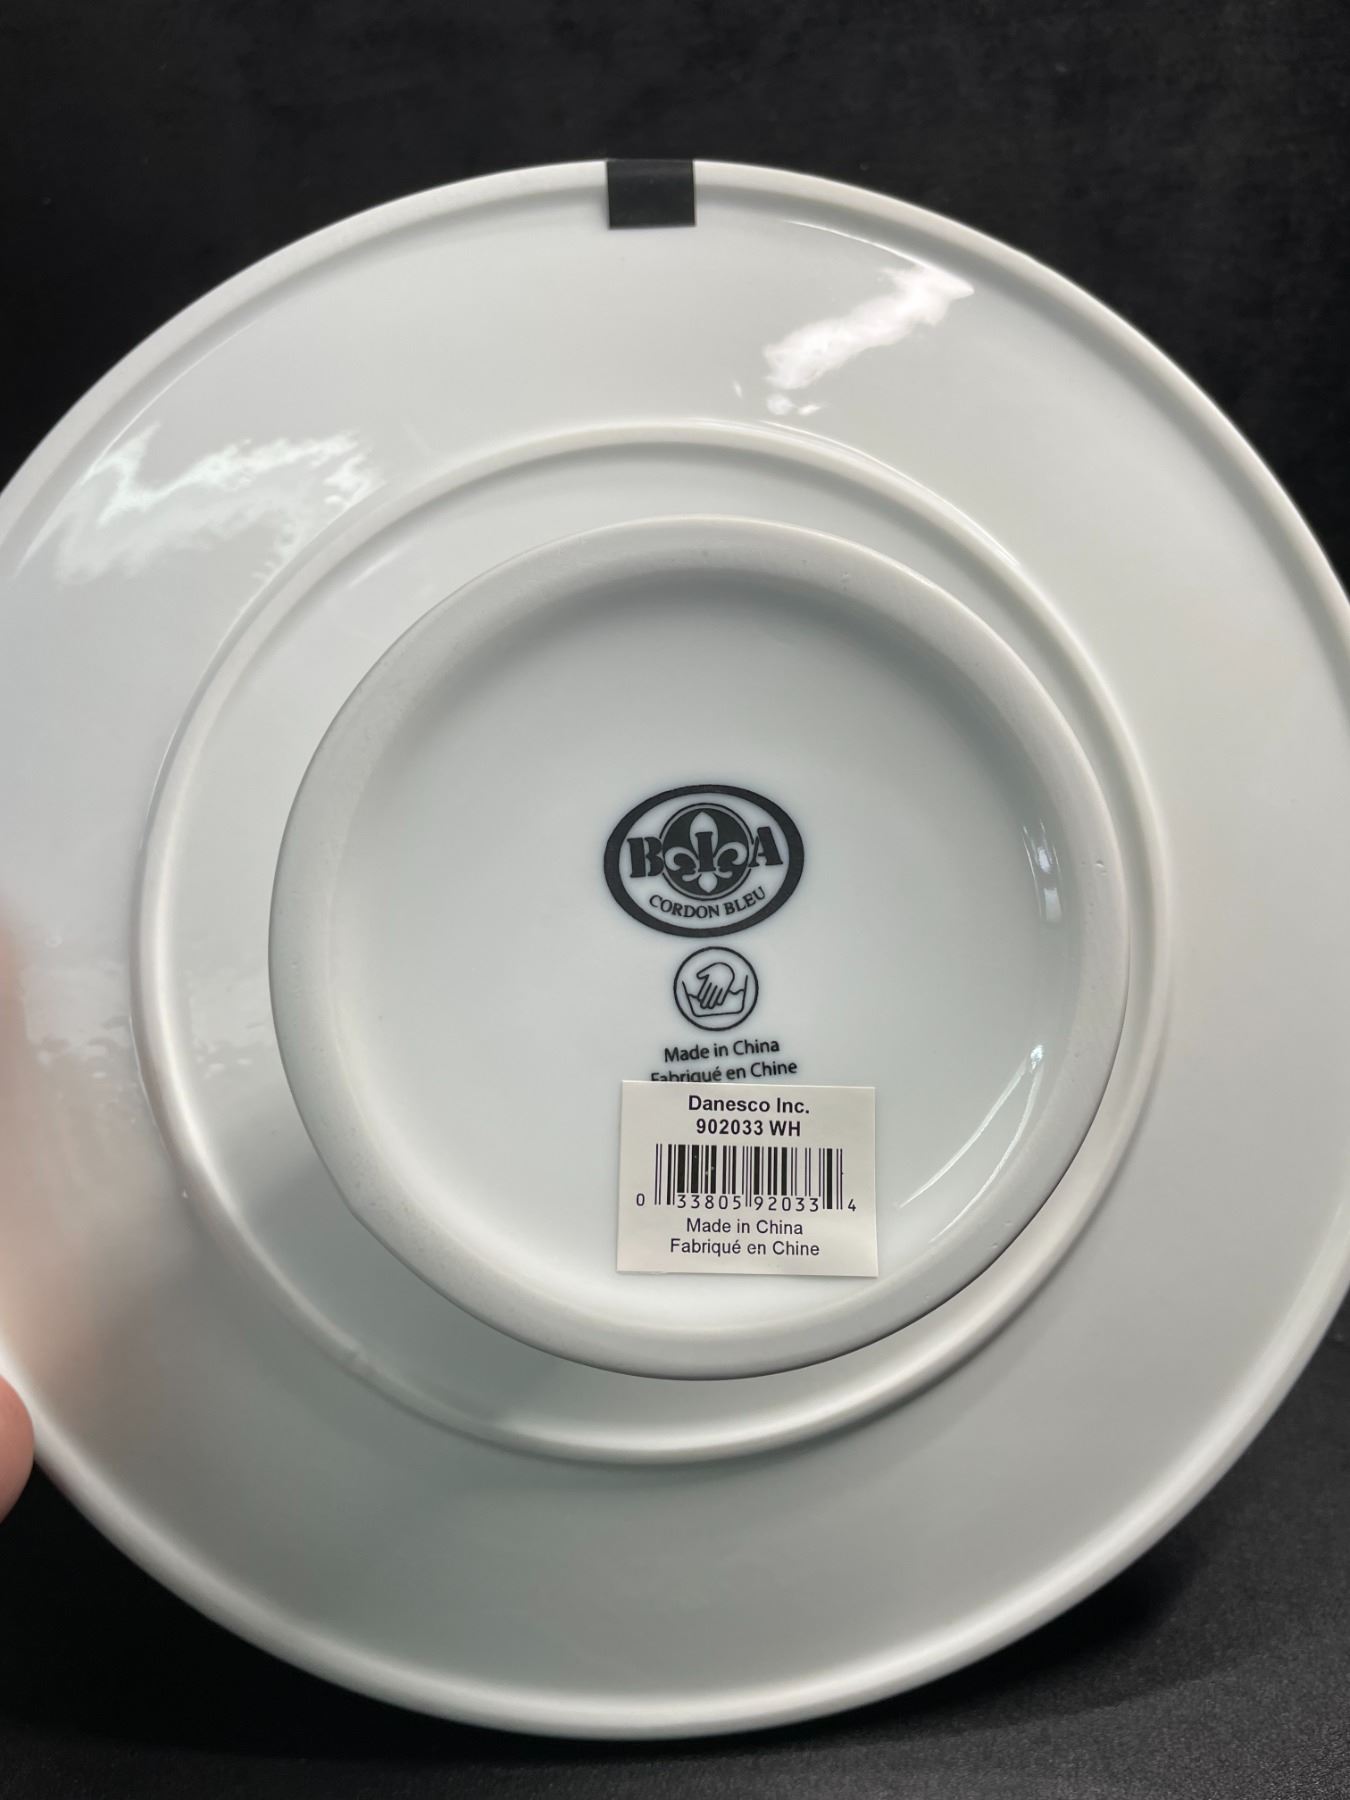 BIA
CORDON BLEU
Made in China
Fabriqué en Chine
Danesco Inc.
902033 WH
0 33805 92033 4
Made in China
Fabriqué en Chine